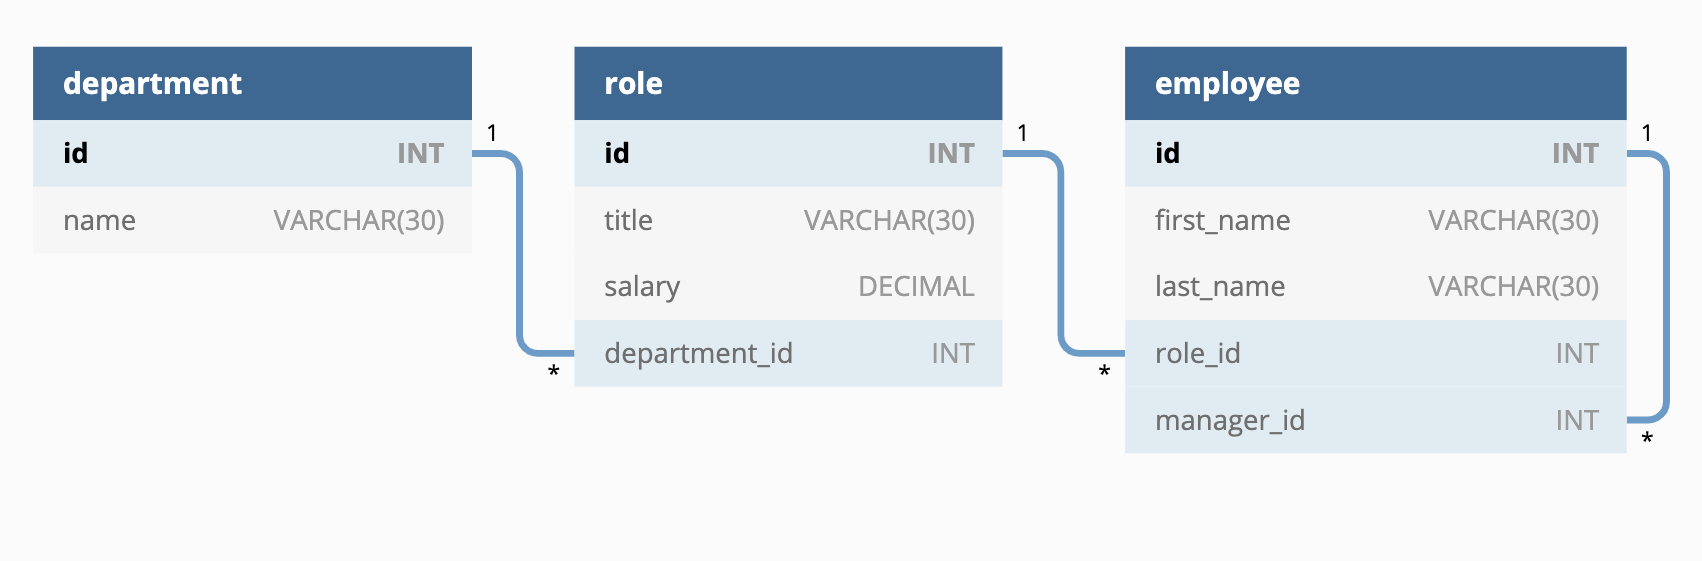 department
id INT
name VARCHAR(30)
1
*
role
id INT
title VARCHAR(30)
salary DECIMAL
department_id INT
1
*
employee
id INT
first_name VARCHAR(30)
last_name VARCHAR(30)
role_id INT
manager_id INT
1
*